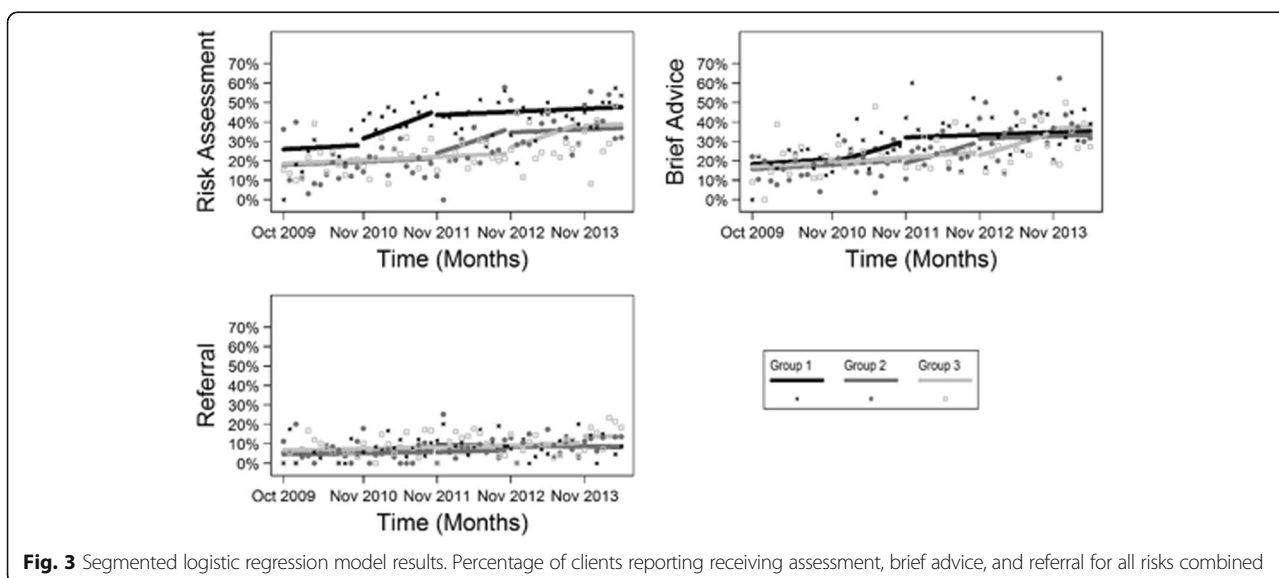 Risk Assessment
70%
60%
50%
40%
30%
20%
10%
0%
Oct 2009 Nov 2010 Nov 2011 Nov 2012 Nov 2013
Time (Months)
Brief Advice
70%
60%
50%
40%
30%
20%
10%
0%
Oct 2009 Nov 2010 Nov 2011 Nov 2012 Nov 2013
Time (Months)
Referral
70%
60%
50%
40%
30%
20%
10%
0%
Oct 2009 Nov 2010 Nov 2011 Nov 2012 Nov 2013
Time (Months)
Group 1 Group 2 Group 3
Fig. 3 Segmented logistic regression model results. Percentage of clients reporting receiving assessment, brief advice, and referral for all risks combined